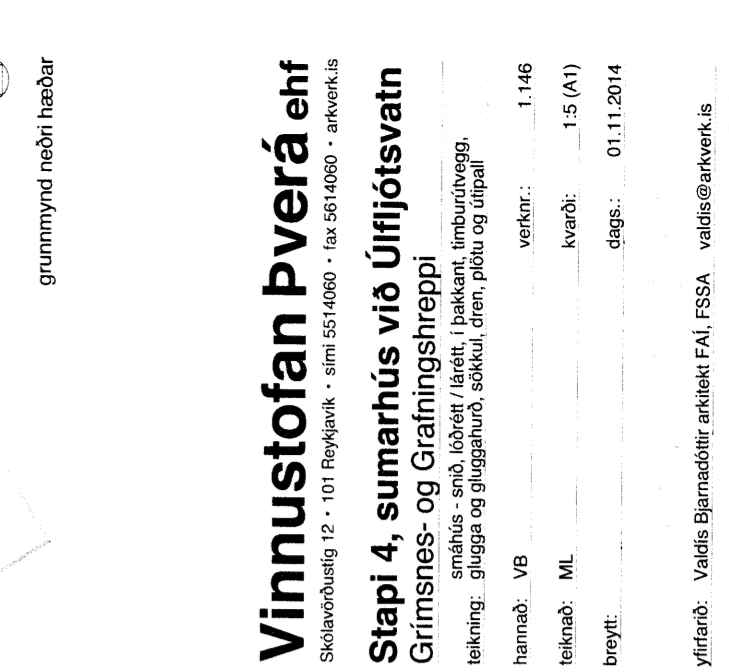 grunnmynd neðri hæðar
Vinnustofan Þverá ehf
Skólavörðustíg 12 • 101 Reykjavík • sími 5514060 • fax 5614060 • arkverk.is
Stapi 4, sumarhús við Úlfljótsvatn
Grímsnes- og Grafningshreppi
smáhús - snið, lóðrétt / lárétt, í þakkant, timburútvegg,
teikning: glugga og gluggahurð, sökkul, dren, plötu og útipall
hannað: VB verknr.: 1.146
teiknað: ML kvarði: 1:5 (A1)
breytt: dags.: 01.11.2014
yfirfarið: Valdís Bjarnadóttir arkitekt FAÍ, FSSA valdis@arkverk.is